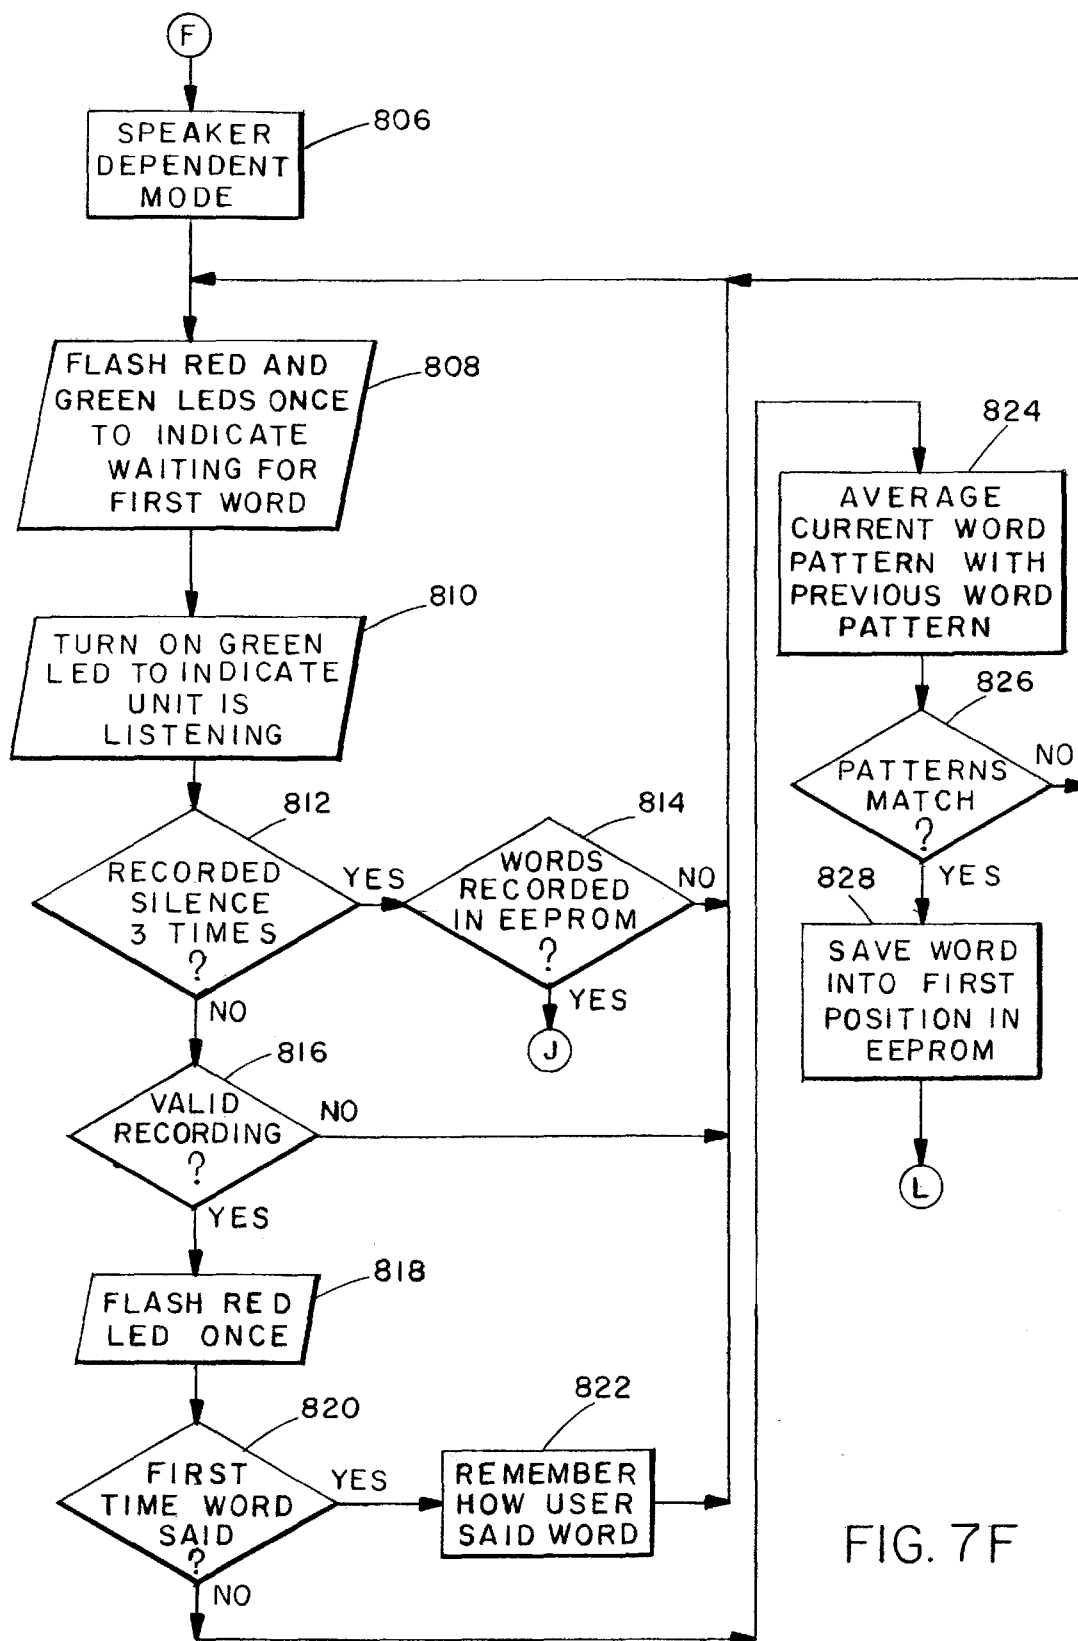 F
SPEAKER
DEPENDENT
MODE
806
FLASH RED AND
GREEN LEDS ONCE
TO INDICATE
WAITING FOR
FIRST WORD
808
TURN ON GREEN
LED TO INDICATE
UNIT IS
LISTENING
810
RECORDED
SILENCE
3 TIMES
?
812
YES
NO
WORDS
RECORDED
IN EEPROM
?
814
NO
YES
J
VALID
RECORDING
?
816
NO
YES
FLASH RED
LED ONCE
818
FIRST
TIME WORD
SAID
?
820
YES
NO
REMEMBER
HOW USER
SAID WORD
822
AVERAGE
CURRENT WORD
PATTERN WITH
PREVIOUS WORD
PATTERN
824
PATTERNS
MATCH
?
826
NO
YES
828
SAVE WORD
INTO FIRST
POSITION IN
EEPROM
L
FIG. 7F